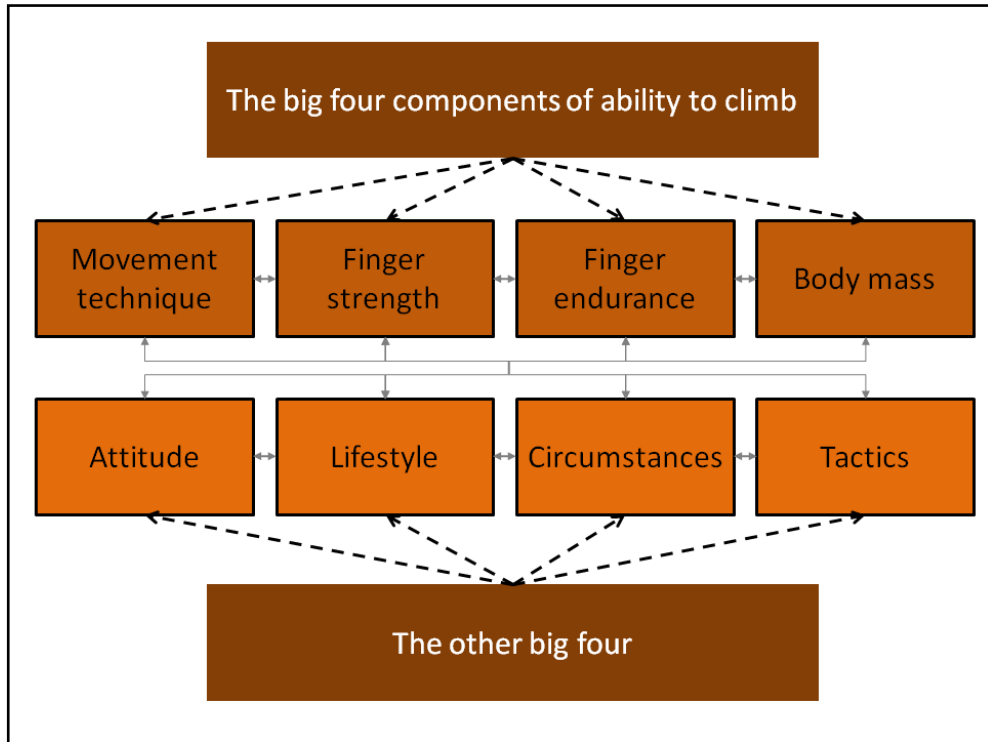 The big four components of ability to climb
Movement
technique
Finger
strength
Finger
endurance
Body mass
Attitude
Lifestyle
Circumstances
Tactics
The other big four